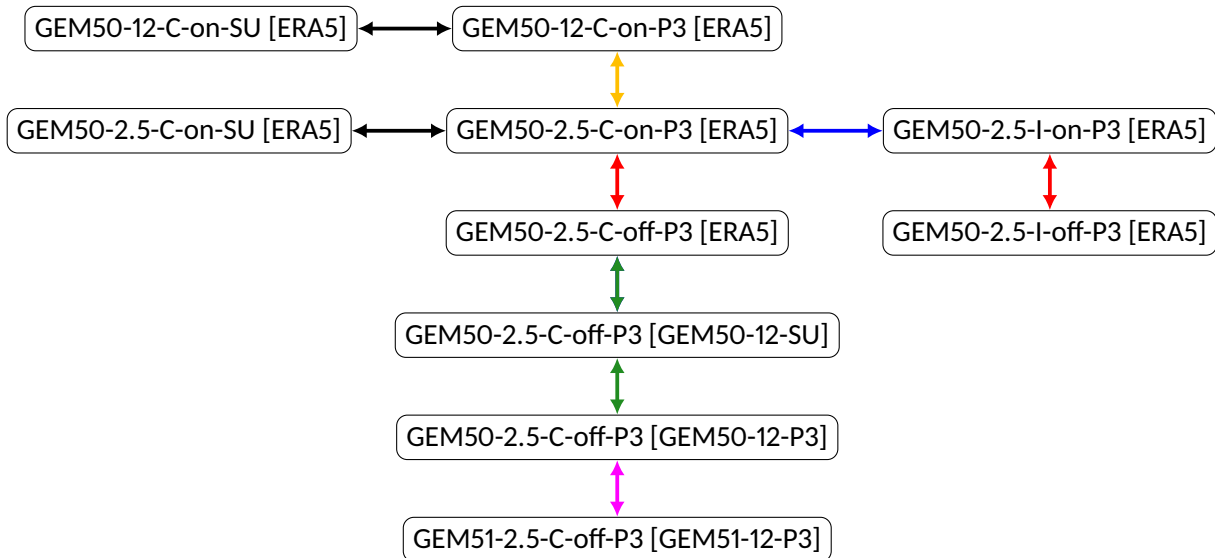 GEM50-12-C-on-SU [ERA5]
GEM50-12-C-on-P3 [ERA5]
GEM50-2.5-C-on-SU [ERA5]
GEM50-2.5-C-on-P3 [ERA5]
GEM50-2.5-I-on-P3 [ERA5]
GEM50-2.5-C-off-P3 [ERA5]
GEM50-2.5-I-off-P3 [ERA5]
GEM50-2.5-C-off-P3 [GEM50-12-SU]
GEM50-2.5-C-off-P3 [GEM50-12-P3]
GEM51-2.5-C-off-P3 [GEM51-12-P3]